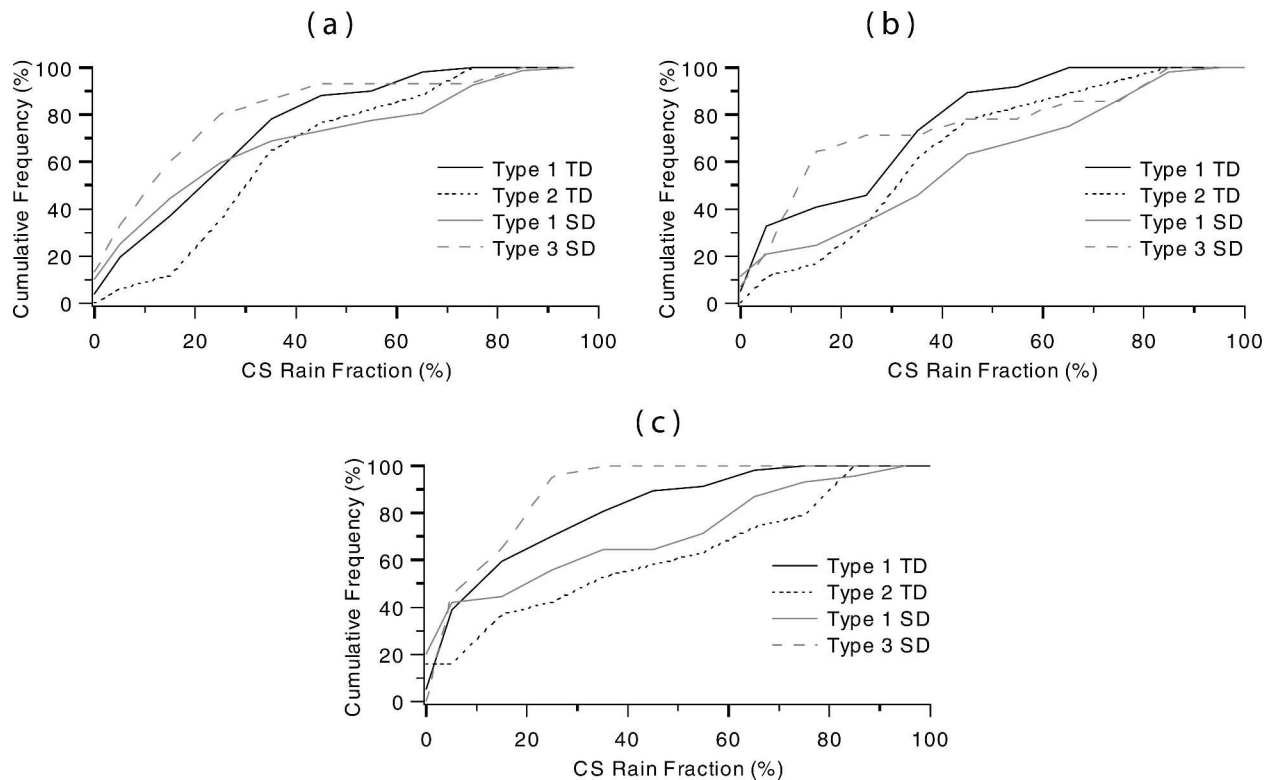 (a)
Cumulative Frequency (%)
100
80
60
40
20
0
Type 1 TD
Type 2 TD
Type 1 SD
Type 3 SD
0 20 40 60 80 100
CS Rain Fraction (%)
(b)
Cumulative Frequency (%)
100
80
60
40
20
0
Type 1 TD
Type 2 TD
Type 1 SD
Type 3 SD
0 20 40 60 80 100
CS Rain Fraction (%)
(c)
Cumulative Frequency (%)
100
80
60
40
20
0
Type 1 TD
Type 2 TD
Type 1 SD
Type 3 SD
0 20 40 60 80 100
CS Rain Fraction (%)